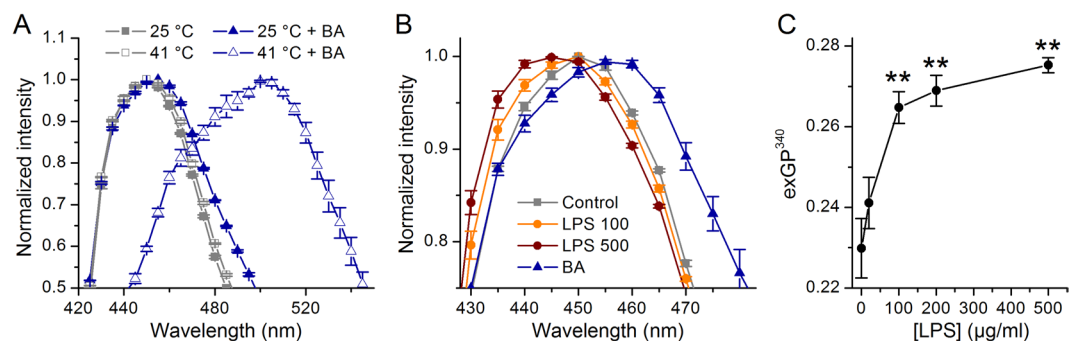 A
25 °C
25 °C + BA
41 °C
41 °C + BA
1.1
1.0
0.9
0.8
0.7
0.6
0.5
Normalized intensity
420
440
460
480
500
520
Wavelength (nm)
B
1.0
0.9
0.8
Normalized intensity
Control
LPS 100
LPS 500
BA
430
440
450
460
470
Wavelength (nm)
C
0.28
0.26
0.24
0.22
exGP³⁴⁰
**
**
**
0
100
200
300
400
500
[LPS] (µg/ml)